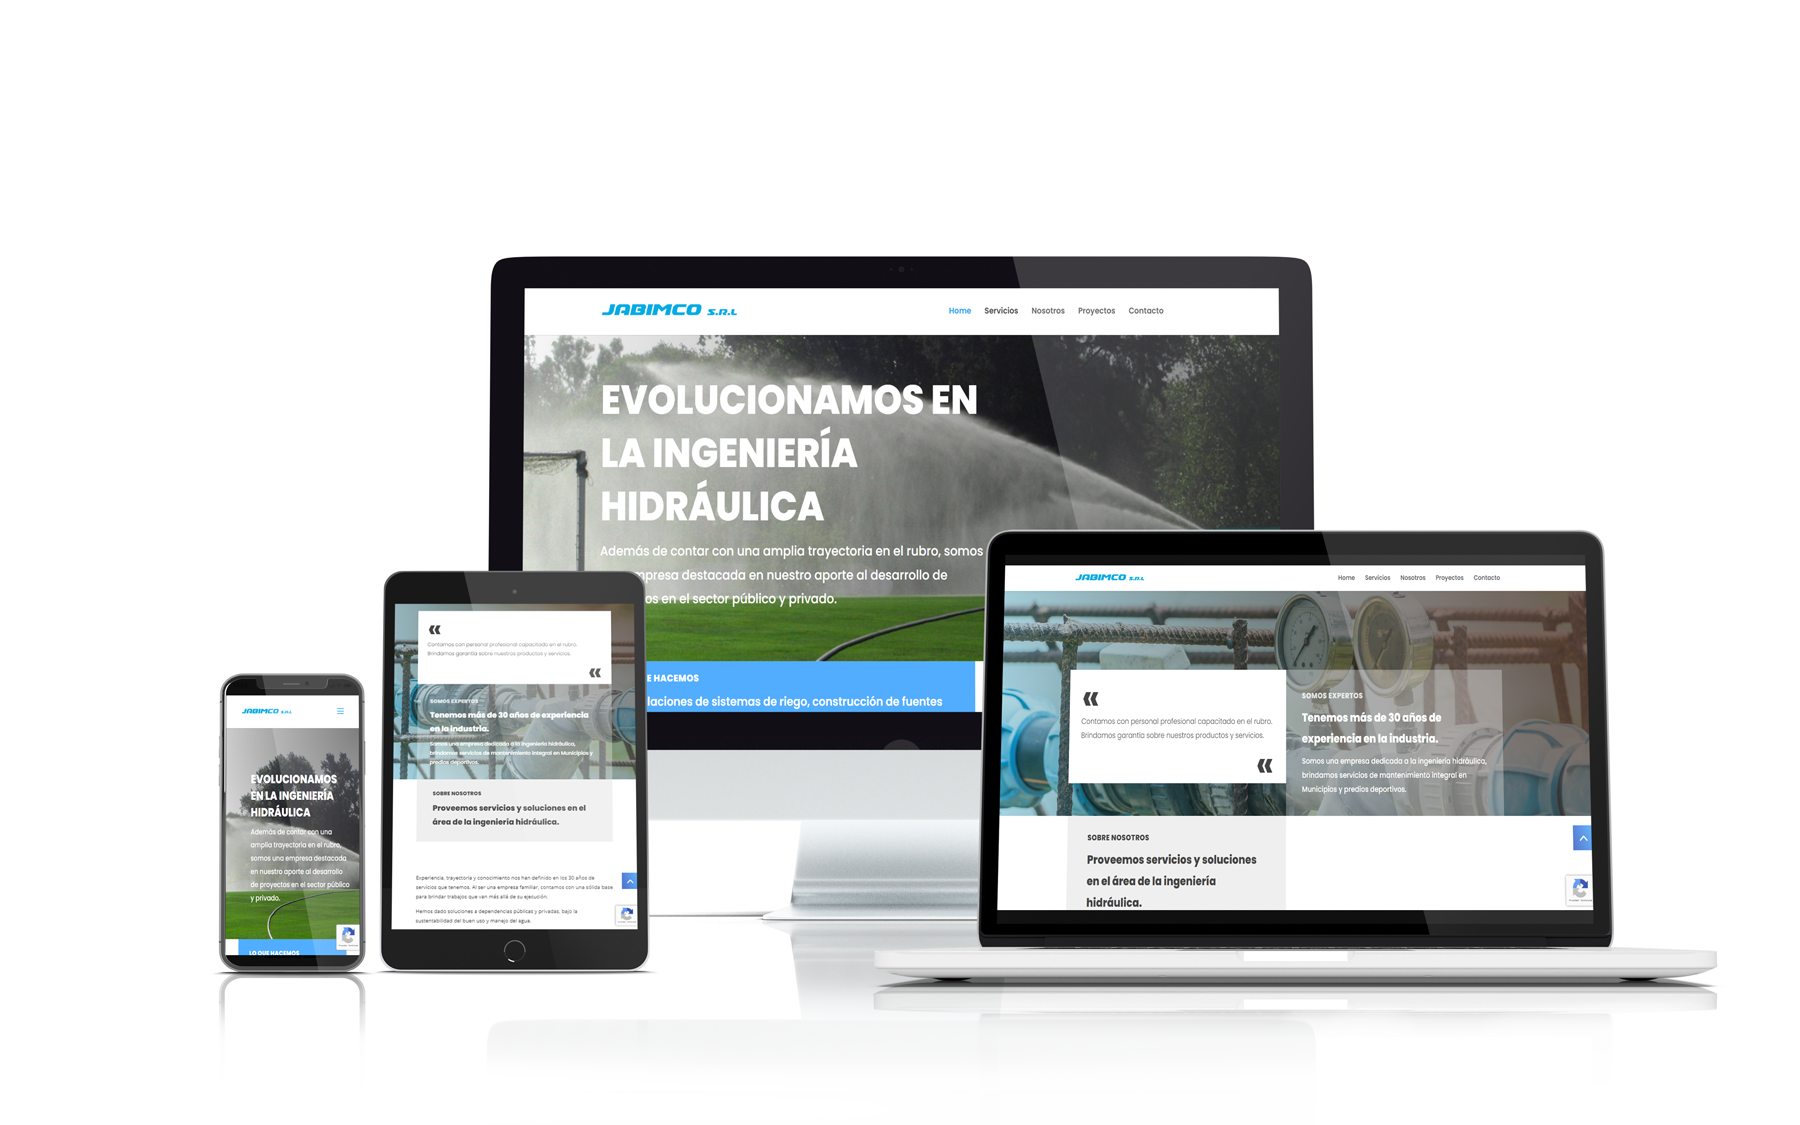 JABIMCO S.R.L
Home Servicios Nosotros Proyectos Contacto
EVOLUCIONAMOS EN
LA INGENIERÍA
HIDRÁULICA
Además de contar con una amplia trayectoria en el rubro, somos
presa destacada en nuestro aporte al desarrollo de
os en el sector público y privado.
E HACEMOS
laciones de sistemas de riego, construcción de fuentes
JABIMCO S.R.L
EVOLUCIONAMOS
EN LA INGENIERÍA
HIDRÁULICA
Además de contar con una
amplia trayectoria en el rubro,
somos una empresa destacada
en nuestro aporte al desarrollo
de proyectos en el sector público
y privado.
LO QUE HACEMOS
«
Contamos con personal profesional capacitado en el rubro.
Brindamos garantía sobre nuestros productos y servicios.
«
SOMOS EXPERTOS
Tenemos más de 30 años de experiencia
en la industria.
Somos una empresa dedicada a la ingeniería hidráulica,
brindamos servicios de mantenimiento integral en Municipios y
predios deportivos.
SOBRE NOSOTROS
Proveemos servicios y soluciones en el
área de la ingeniería hidráulica.
Experiencia, trayectoria y conocimiento nos han definido en los 30 años de
servicios que tenemos. Al ser una empresa familiar, contamos con una sólida base
para brindar trabajos que van más allá de su ejecución.
Hemos dado soluciones a dependencias públicas y privadas, bajo la
sustentabilidad del buen uso y manejo del agua.
JABIMCO S.R.L
Home Servicios Nosotros Proyectos Contacto
«
Contamos con personal profesional capacitado en el rubro.
Brindamos garantía sobre nuestros productos y servicios.
«
SOMOS EXPERTOS
Tenemos más de 30 años de
experiencia en la industria.
Somos una empresa dedicada a la ingeniería hidráulica,
brindamos servicios de mantenimiento integral en
Municipios y predios deportivos.
SOBRE NOSOTROS
Proveemos servicios y soluciones
en el área de la ingeniería
hidráulica.